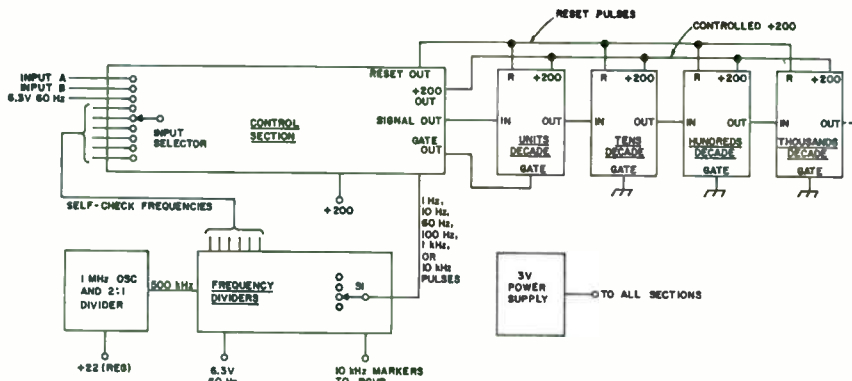 RESET PULSES
CONTROLLED +200
RESET OUT
R +200
R +200
R +200
R +200
INPUT A
INPUT B
6.3V 60 Hz
+200
OUT
INPUT
SELECTOR
CONTROL
SECTION
SIGNAL OUT
IN OUT
IN OUT
IN OUT
IN OUT
GATE
OUT
UNITS
DECADE
TENS
DECADE
HUNDREDS
DECADE
THOUSANDS
DECADE
GATE
GATE
GATE
GATE
SELF-CHECK FREQUENCIES
+200
1 Hz,
10 Hz,
60 Hz,
100 Hz,
1 kHz,
OR
10 kHz
PULSES
1 MHz OSC
AND 2:1
DIVIDER
500 kHz
FREQUENCY
DIVIDERS
S1
3V
POWER
SUPPLY
TO ALL SECTIONS
+22 (REG)
6.3V
60 Hz
10 kHz MARKERS
TO RCVR